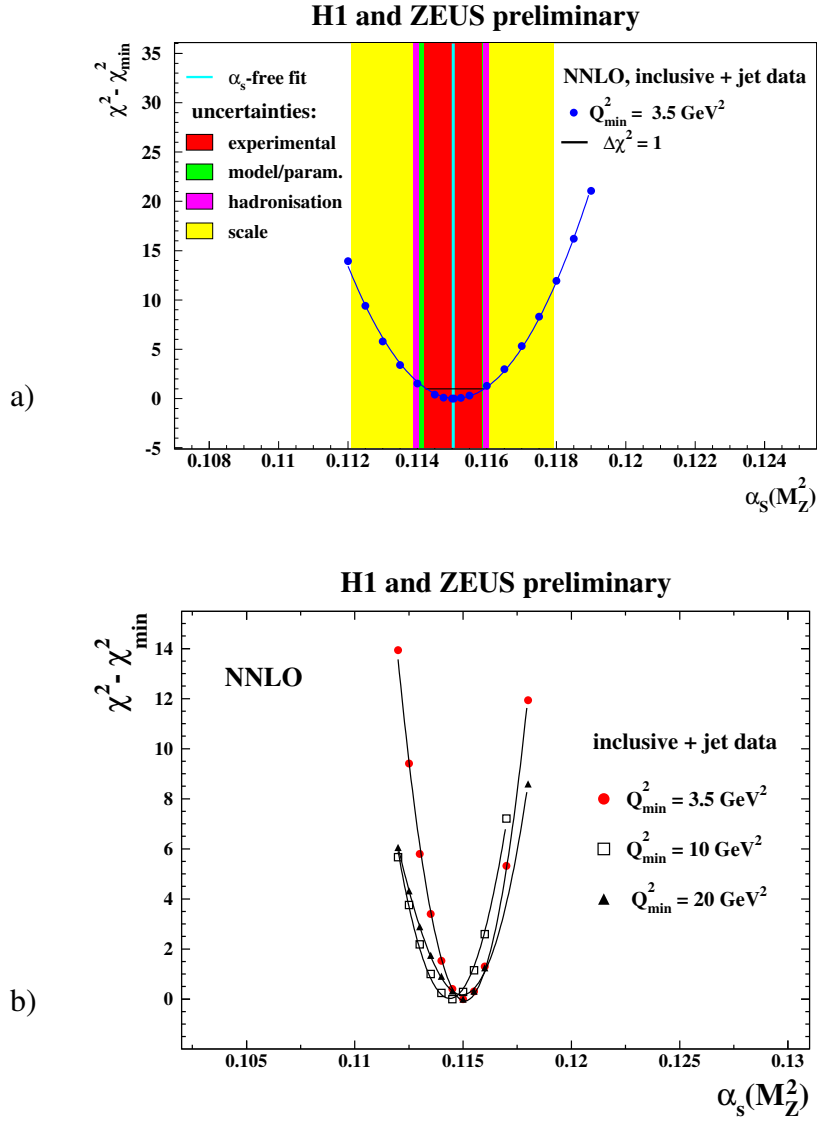 H1 and ZEUS preliminary
χ² - χ²min
35
30
25
20
15
10
5
0
-5
αs-free fit
uncertainties:
experimental
model/param.
hadronisation
scale
NNLO, inclusive + jet data
Q²min = 3.5 GeV²
Δχ² = 1
a)
0.108 0.11 0.112 0.114 0.116 0.118 0.12 0.122 0.124
αs(M²Z)
H1 and ZEUS preliminary
χ² - χ²min
14
12
10
8
6
4
2
0
NNLO
inclusive + jet data
Q²min = 3.5 GeV²
Q²min = 10 GeV²
Q²min = 20 GeV²
b)
0.105 0.11 0.115 0.12 0.125 0.13
αs(M²Z)